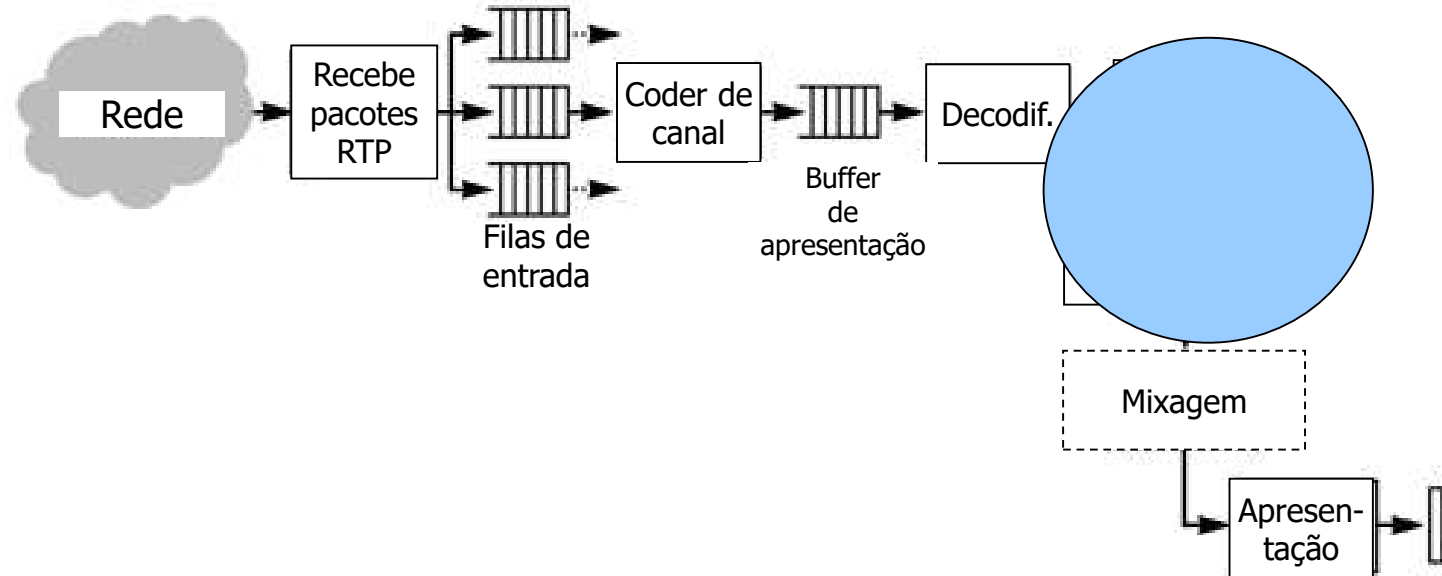 Rede
Recebe
pacotes
RTP
Filas de
entrada
Coder de
canal
Buffer
de
apresentação
Decodif.
Mixagem
Apresen-
tação